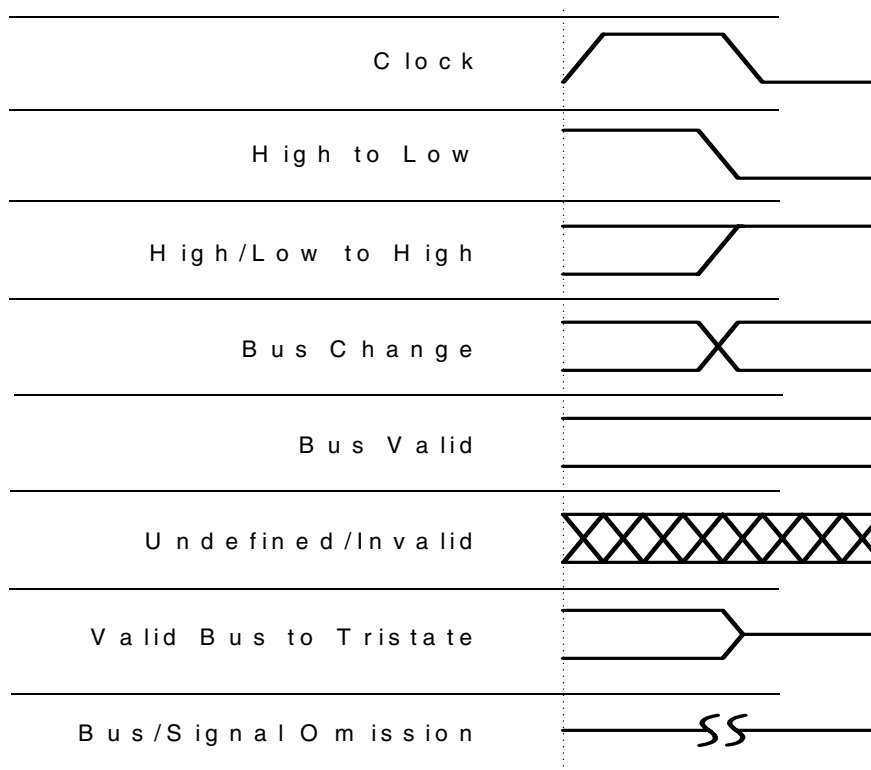 Clock
High to Low
High/Low to High
Bus Change
Bus Valid
Undefined/Invalid
Valid Bus to Tristate
Bus/Signal Omission